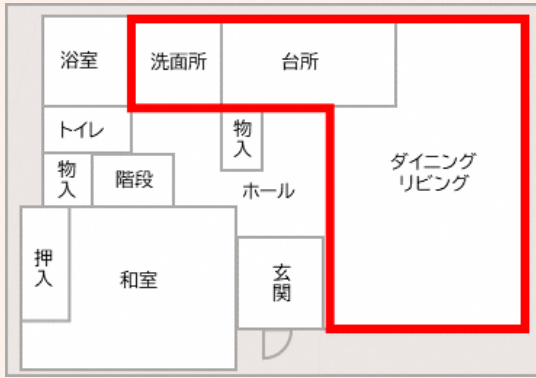 浴室
洗面所
台所
トイレ
物
入
物
入
階段
ホール
ダイニング
リビング
押
入
和室
玄
関